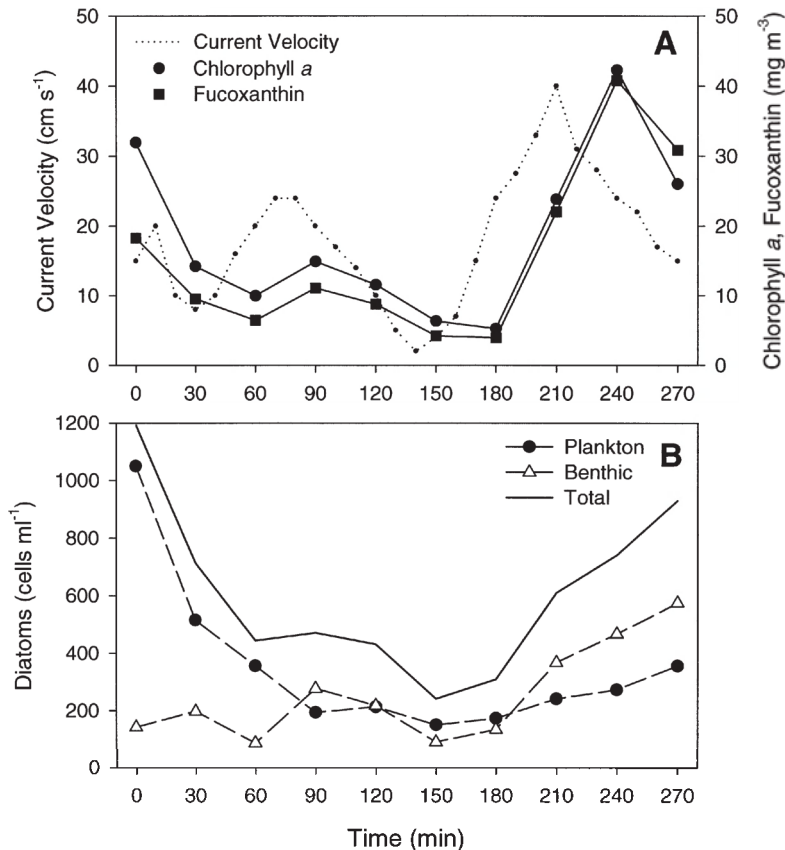 A
Current Velocity
Chlorophyll a
Fucoxanthin
Current Velocity (cm s⁻¹)
50
40
30
20
10
0
Chlorophyll a, Fucoxanthin (mg m⁻³)
50
40
30
20
10
0
0 30 60 90 120 150 180 210 240 270
B
Plankton
Benthic
Total
Diatoms (cells ml⁻¹)
1200
1000
800
600
400
200
0
0 30 60 90 120 150 180 210 240 270
Time (min)